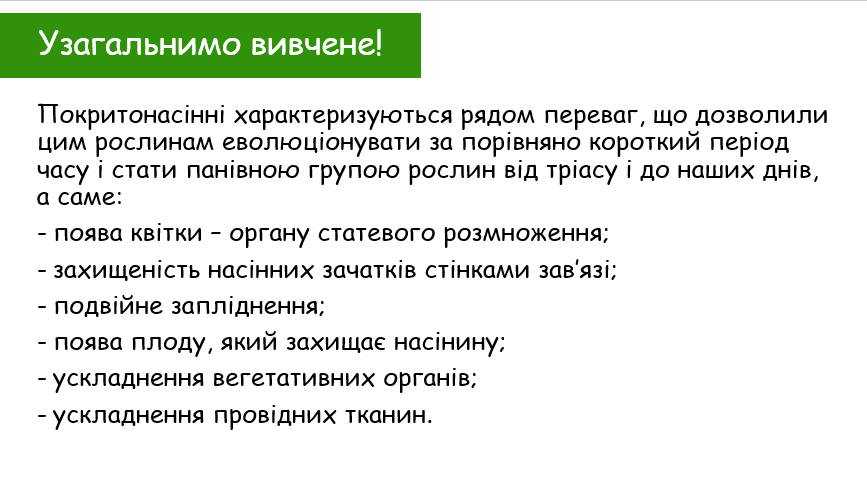 Узагальнимо вивчене!
Покритонасінні характеризуються рядом переваг, що дозволили
цим рослинам еволюціонувати за порівняно короткий період
часу і стати панівною групою рослин від тріасу і до наших днів,
а саме:
- поява квітки – органу статевого розмноження;
- захищеність насінних зачатків стінками зав’язі;
- подвійне запліднення;
- поява плоду, який захищає насінину;
- ускладнення вегетативних органів;
- ускладнення провідних тканин.